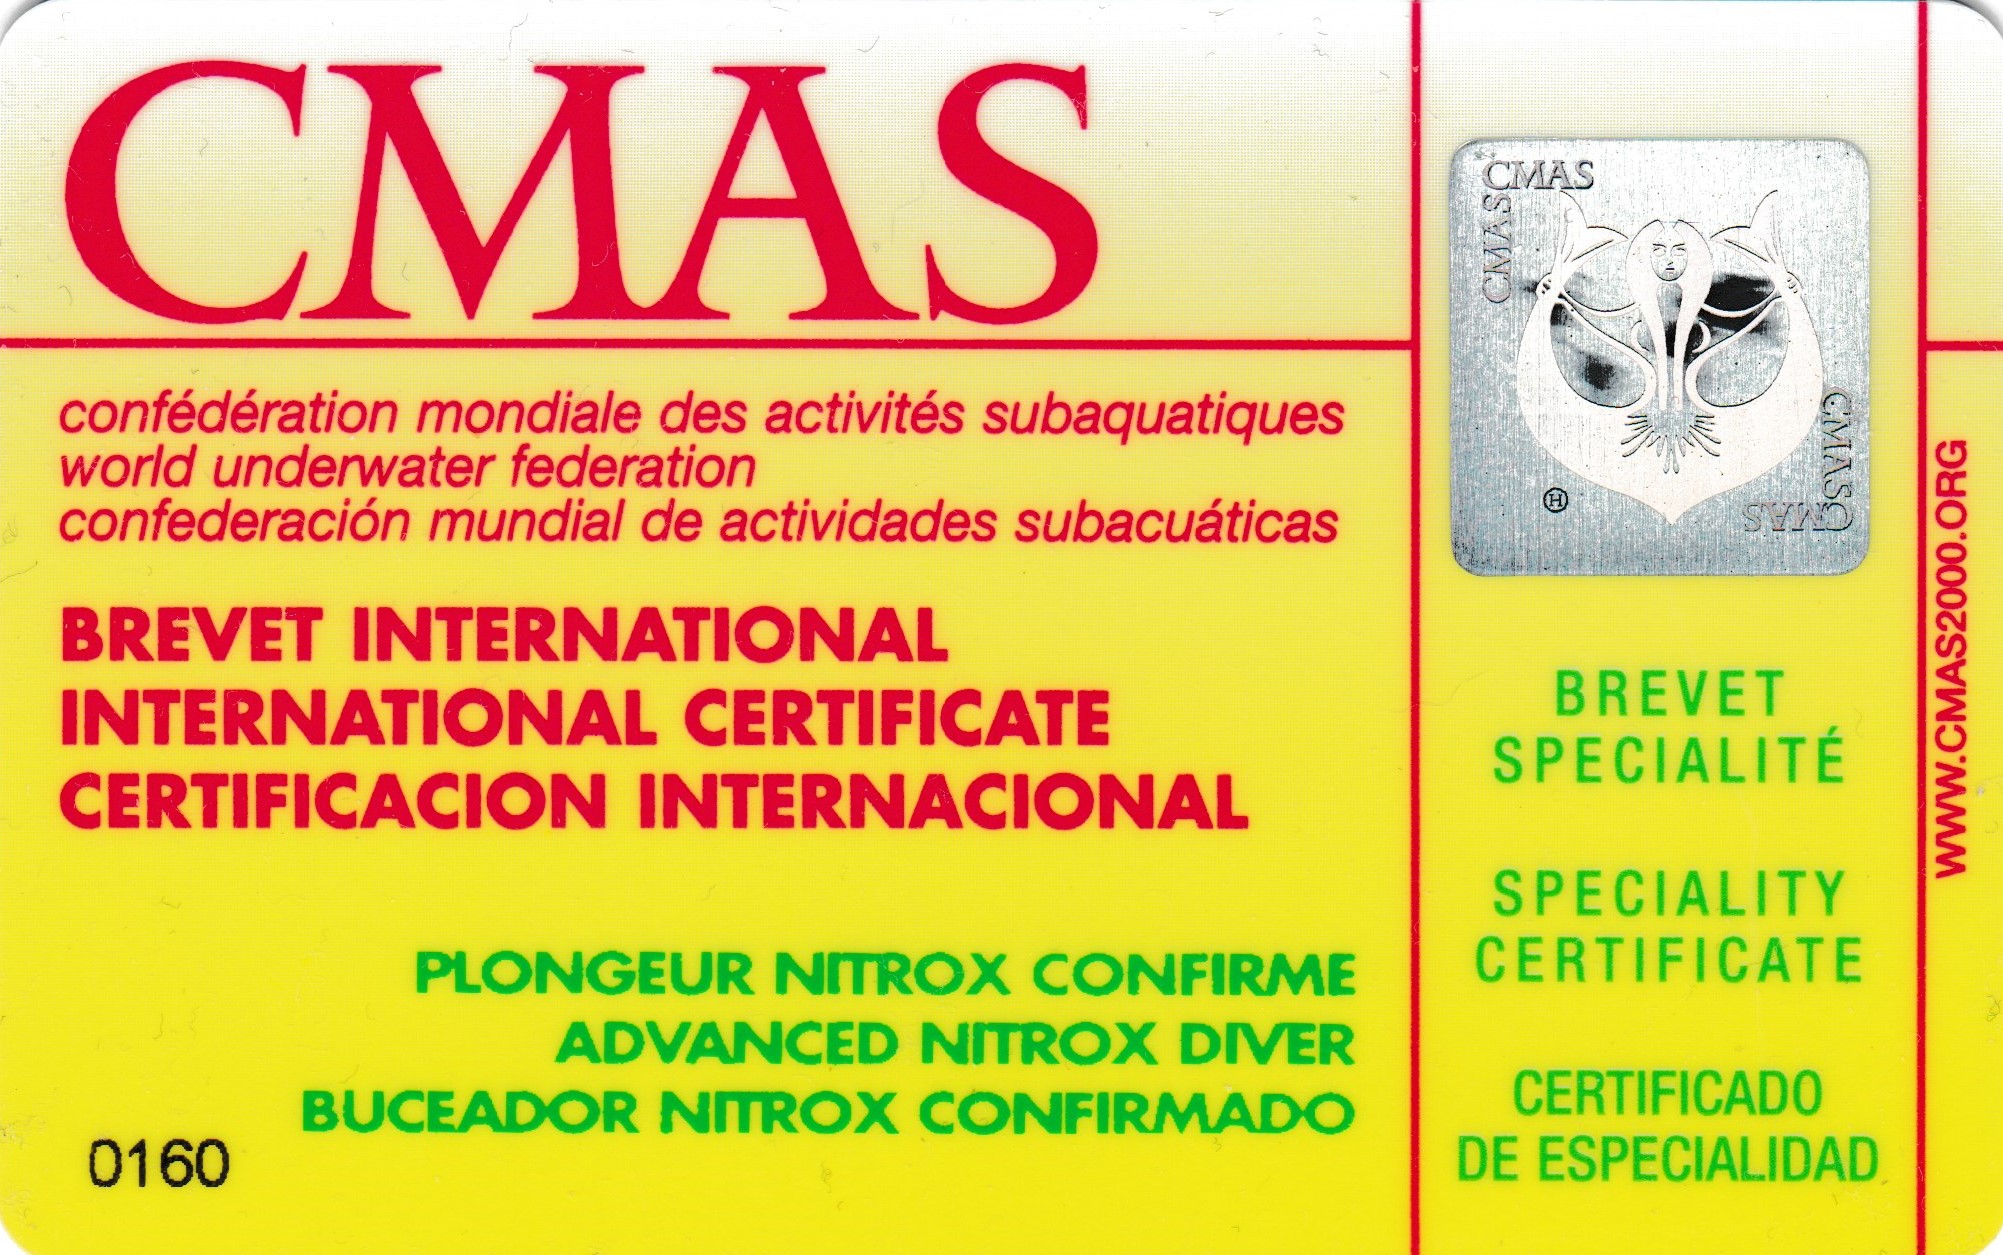 CMAS
confédération mondiale des activités subaquatiques
world underwater federation
confederación mundial de actividades subacuáticas
BREVET INTERNATIONAL
INTERNATIONAL CERTIFICATE
CERTIFICACION INTERNACIONAL
PLONGEUR NITROX CONFIRME
ADVANCED NITROX DIVER
BUCEADOR NITROX CONFIRMADO
0160
CMAS
CMAS
CMAS
CMAS
H
BREVET
SPECIALITÉ
SPECIALITY
CERTIFICATE
CERTIFICADO
DE ESPECIALIDAD
WWW.CMAS2000.ORG